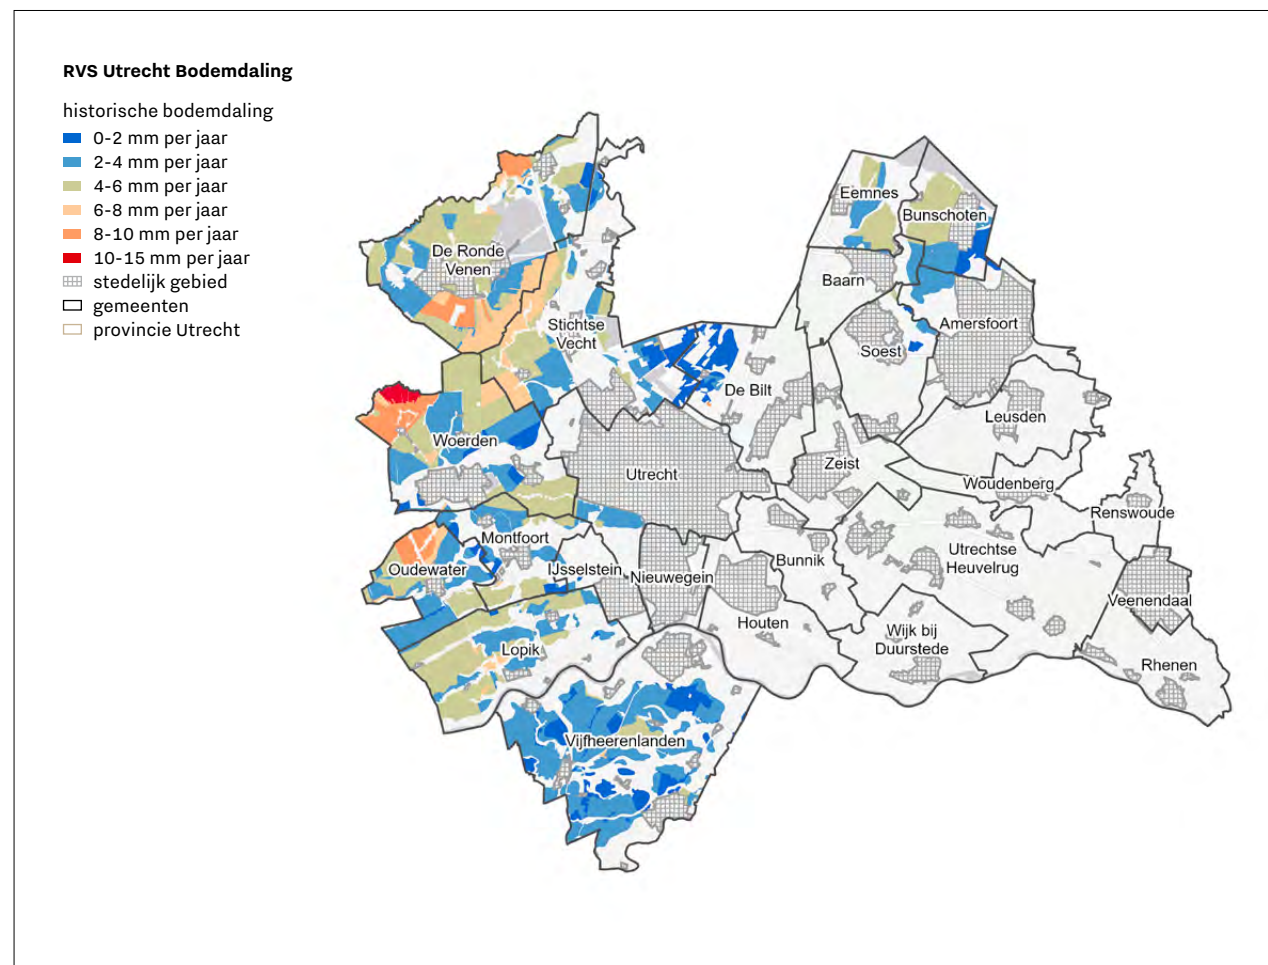 RVS Utrecht Bodemdaling
historische bodemdaling
0-2 mm per jaar
2-4 mm per jaar
4-6 mm per jaar
6-8 mm per jaar
8-10 mm per jaar
10-15 mm per jaar
stedelijk gebied
gemeenten
provincie Utrecht
Eemnes
Bunschoten
De Ronde
Venen
Baarn
Stichtse
Vecht
Amersfoort
Soest
De Bilt
Leusden
Woerden
Zeist
Utrecht
Woudenberg
Renswoude
Montfoort
Utrechtse
Heuvelrug
Bunnik
Oudewater
IJsselstein
Nieuwegein
Veenendaal
Houten
Wijk bij
Duurstede
Lopik
Rhenen
Vijfheerenlanden